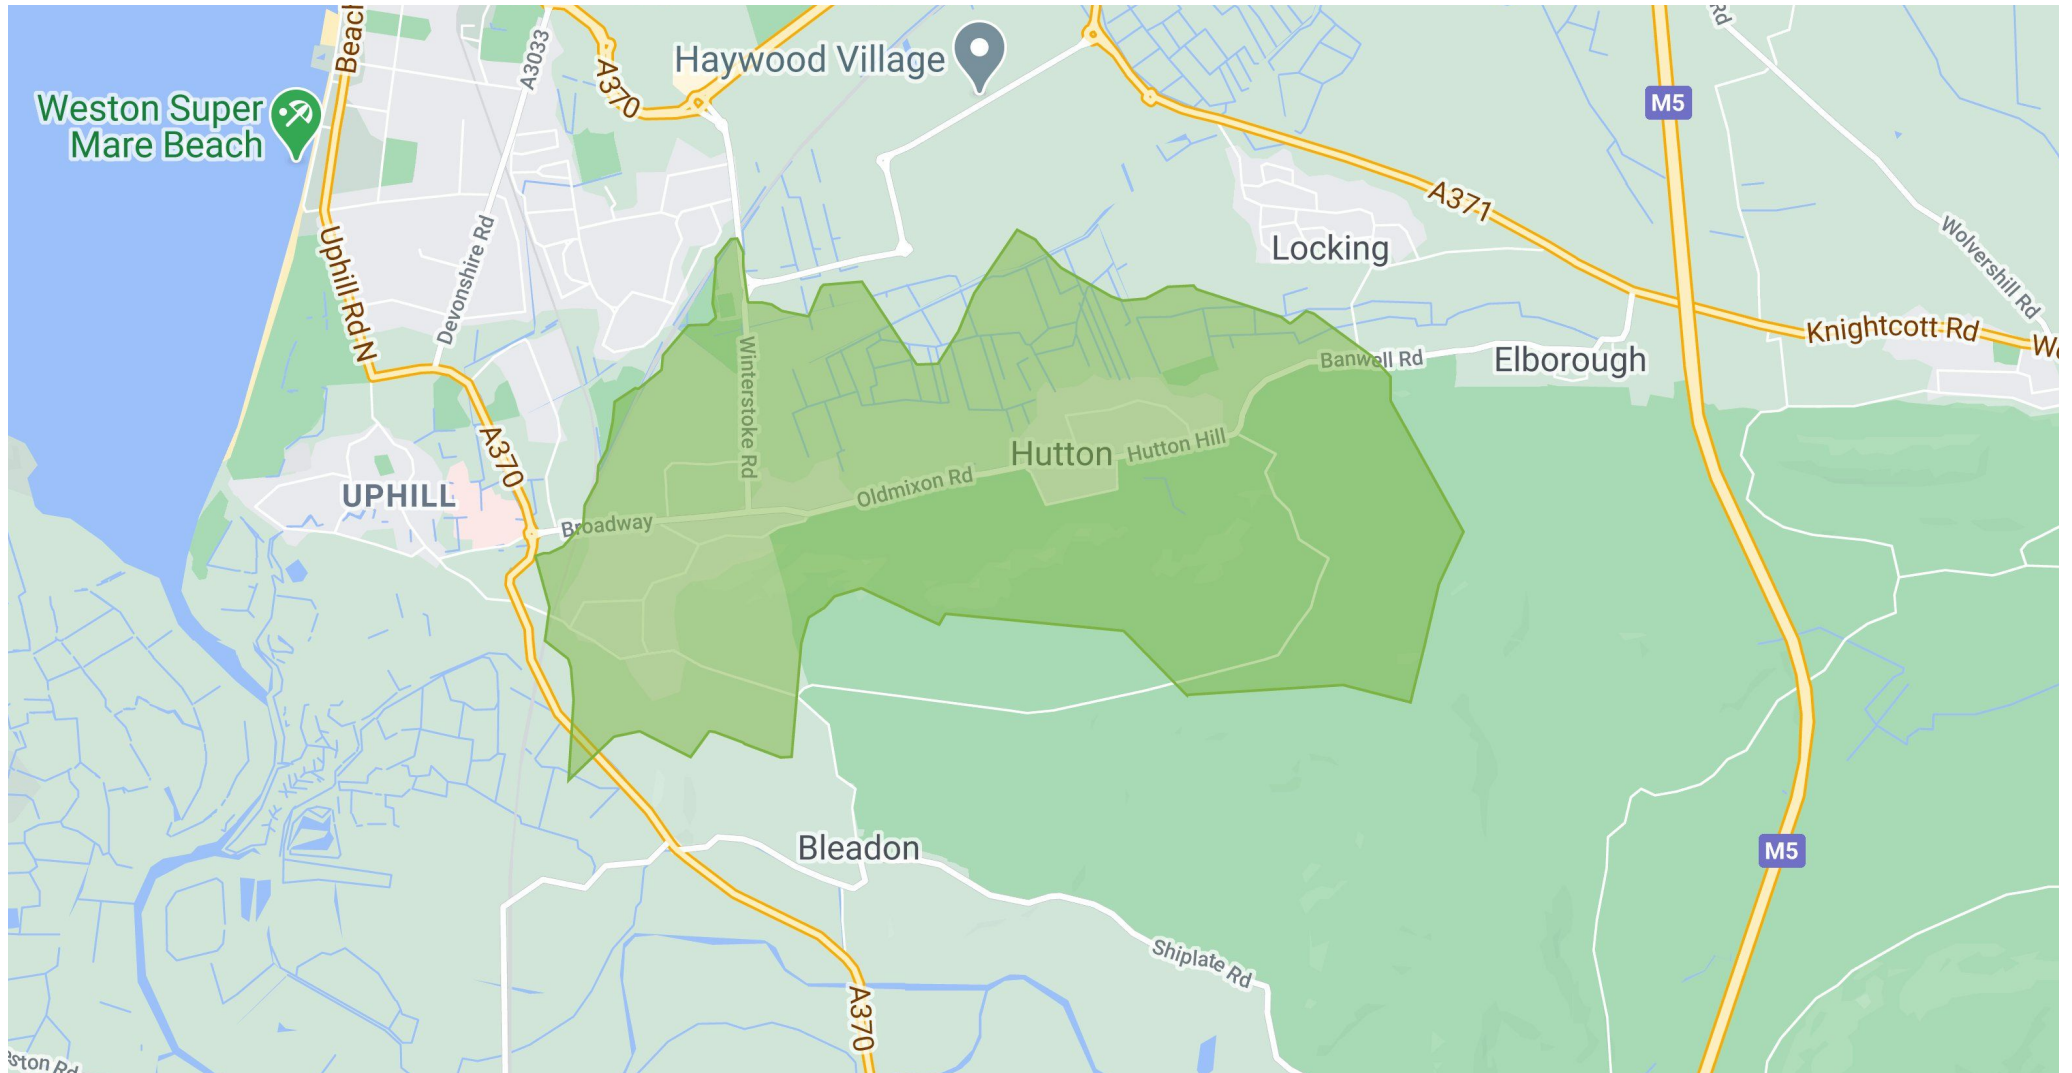 Beach
A3033
Rd
Haywood Village
A370
Weston Super
Mare Beach
M5
A371
Locking
Wolvershill Rd
Uphill Rd N
Devonshire Rd
Knightcott Rd
Banwell Rd
Elborough
Winterstoke Rd
Hutton
Hutton Hill
A370
Oldmixon Rd
UPHILL
Broadway
Bleadon
M5
Shiplate Rd
A370